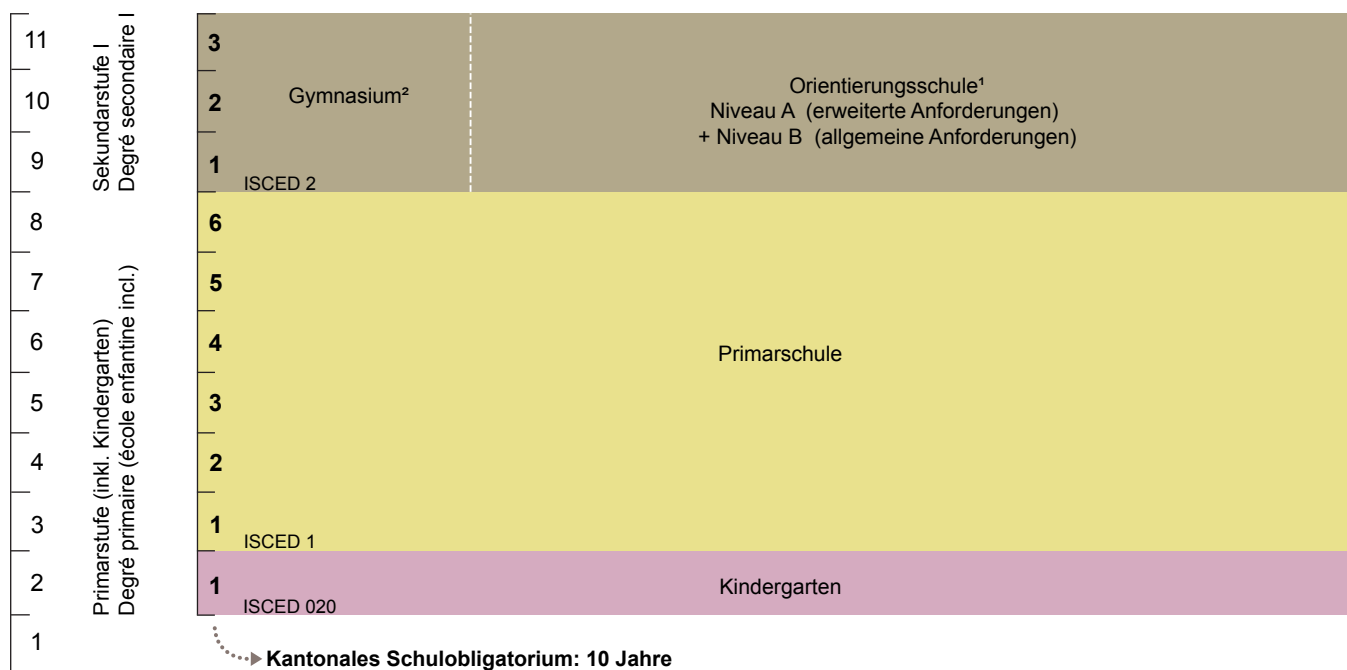 11
10
9
8
7
6
5
4
3
2
1
Sekundarstufe I
Degré secondaire I
Primarstufe (inkl. Kindergarten)
Degré primaire (école enfantine incl.)
3
2
1
Gymnasium²
ISCED 2
Orientierungsschule¹
Niveau A (erweiterte Anforderungen)
+ Niveau B (allgemeine Anforderungen)
6
5
4
3
2
1
Primarschule
ISCED 1
1
Kindergarten
ISCED 020
Kantonales Schulobligatorium: 10 Jahre